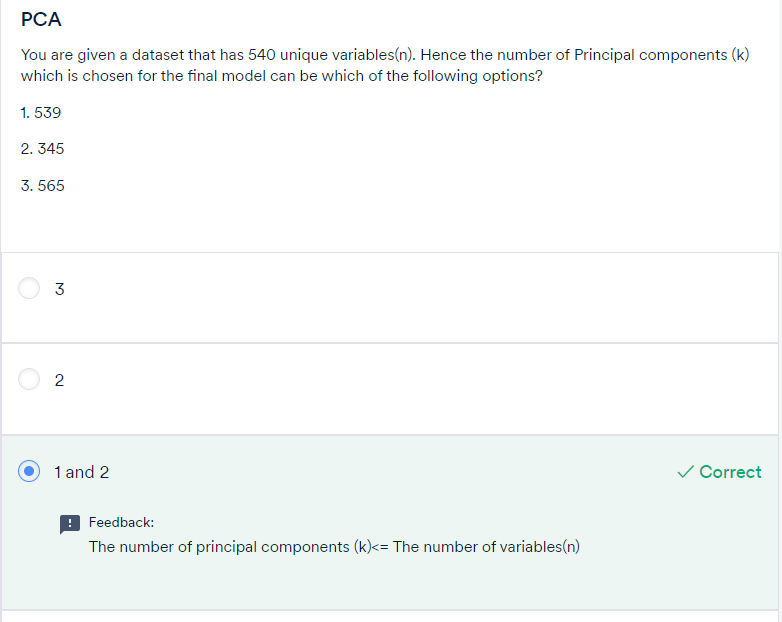 PCA
You are given a dataset that has 540 unique variables(n). Hence the number of Principal components (k)
which is chosen for the final model can be which of the following options?
1. 539
2. 345
3. 565
3
2
1 and 2
Correct
Feedback:
The number of principal components (k)<= The number of variables(n)